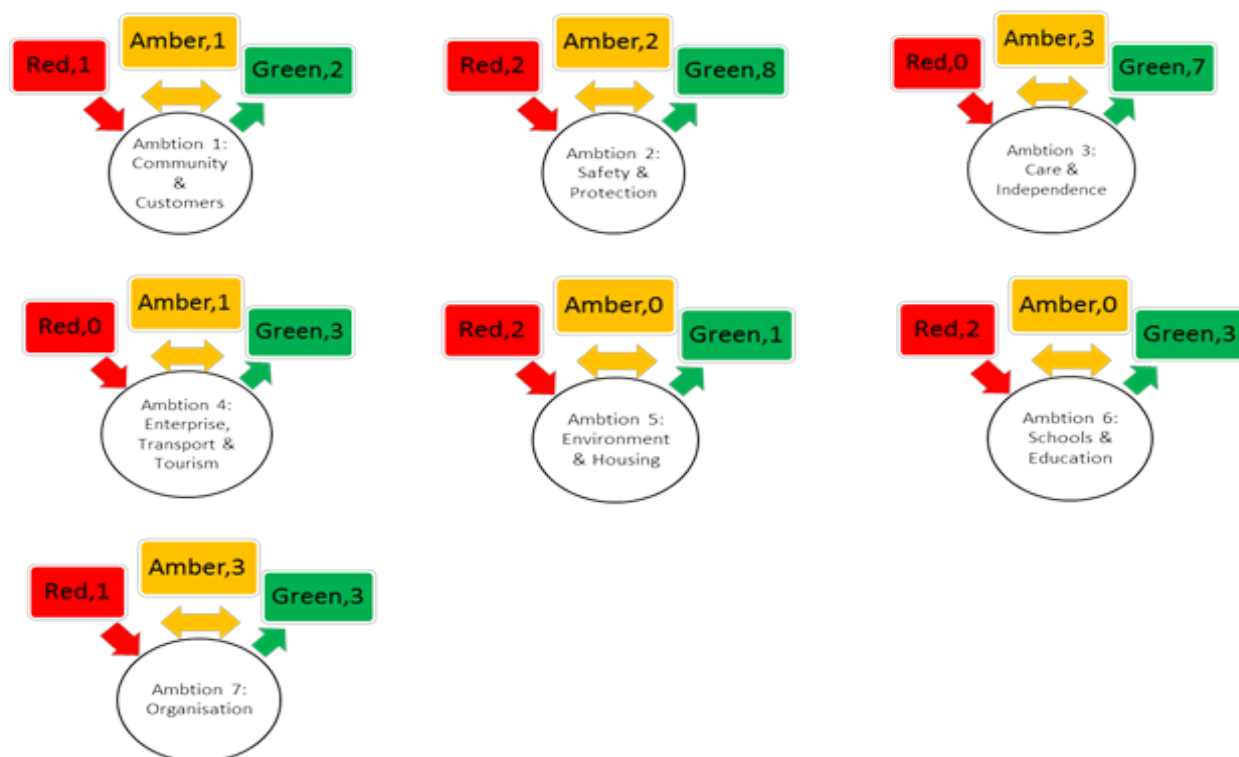 Red,1
Amber,1
Green,2
Ambtion 1:
Community
&
Customers
Red,2
Amber,2
Green,8
Ambtion 2:
Safety &
Protection
Red,0
Amber,3
Green,7
Ambtion 3:
Care &
Independence
Red,0
Amber,1
Green,3
Ambtion 4:
Enterprise,
Transport &
Tourism
Red,2
Amber,0
Green,1
Ambtion 5:
Environment
& Housing
Red,2
Amber,0
Green,3
Ambtion 6:
Schools &
Education
Red,1
Amber,3
Green,3
Ambtion 7:
Organisation